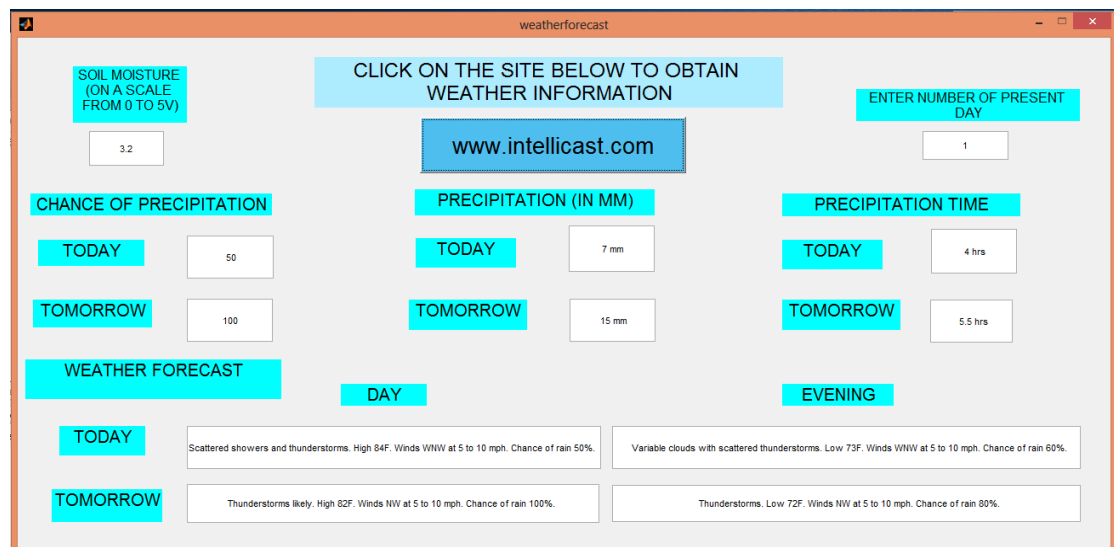 weatherforecast
SOIL MOISTURE
(ON A SCALE
FROM 0 TO 5V)
3.2
CLICK ON THE SITE BELOW TO OBTAIN
WEATHER INFORMATION
www.intellicast.com
ENTER NUMBER OF PRESENT
DAY
1
CHANCE OF PRECIPITATION
TODAY
50
TOMORROW
100
PRECIPITATION (IN MM)
TODAY
7 mm
TOMORROW
15 mm
PRECIPITATION TIME
TODAY
4 hrs
TOMORROW
5.5 hrs
WEATHER FORECAST
DAY
EVENING
TODAY
Scattered showers and thunderstorms. High 84F. Winds WNW at 5 to 10 mph. Chance of rain 50%.
Variable clouds with scattered thunderstorms. Low 73F. Winds WNW at 5 to 10 mph. Chance of rain 60%.
TOMORROW
Thunderstorms likely. High 82F. Winds NW at 5 to 10 mph. Chance of rain 100%.
Thunderstorms. Low 72F. Winds NW at 5 to 10 mph. Chance of rain 80%.